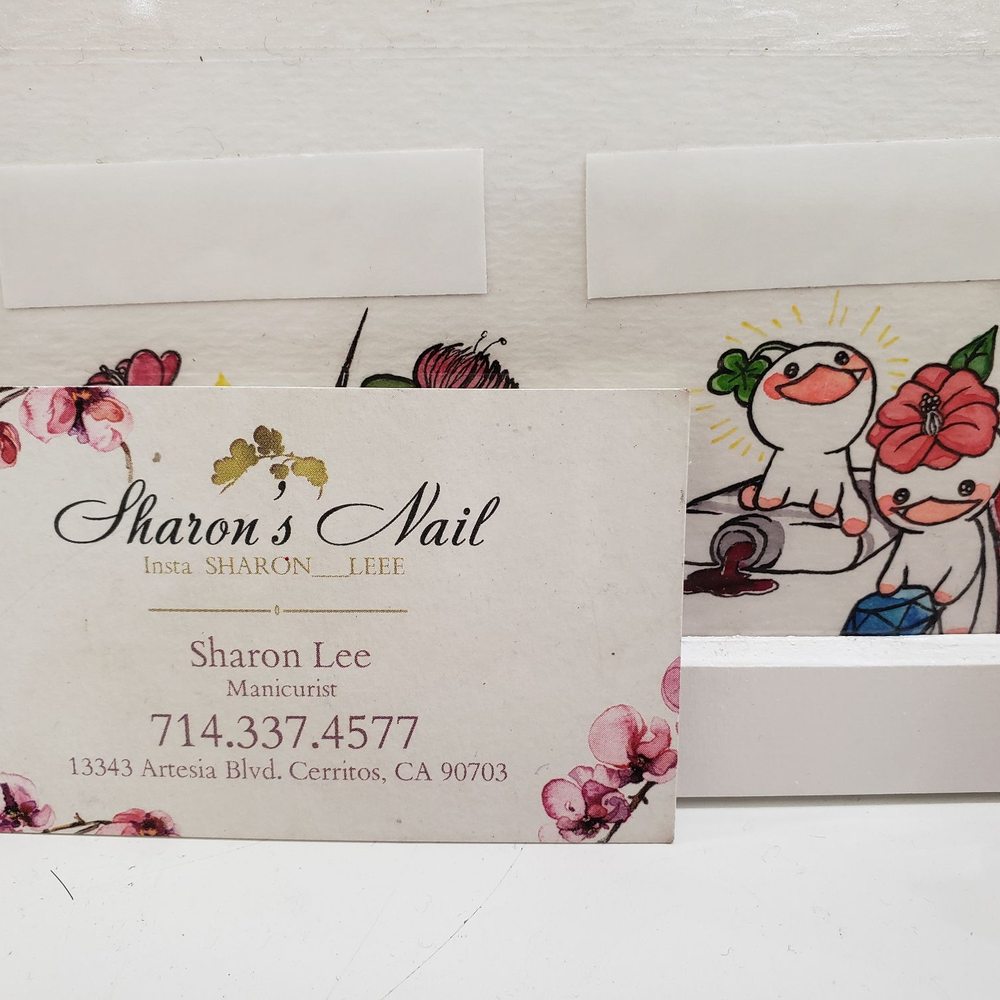 Sharon's Nail
Insta SHARON___LEEE
Sharon Lee
Manicurist
714.337.4577
13343 Artesia Blvd. Cerritos, CA 90703